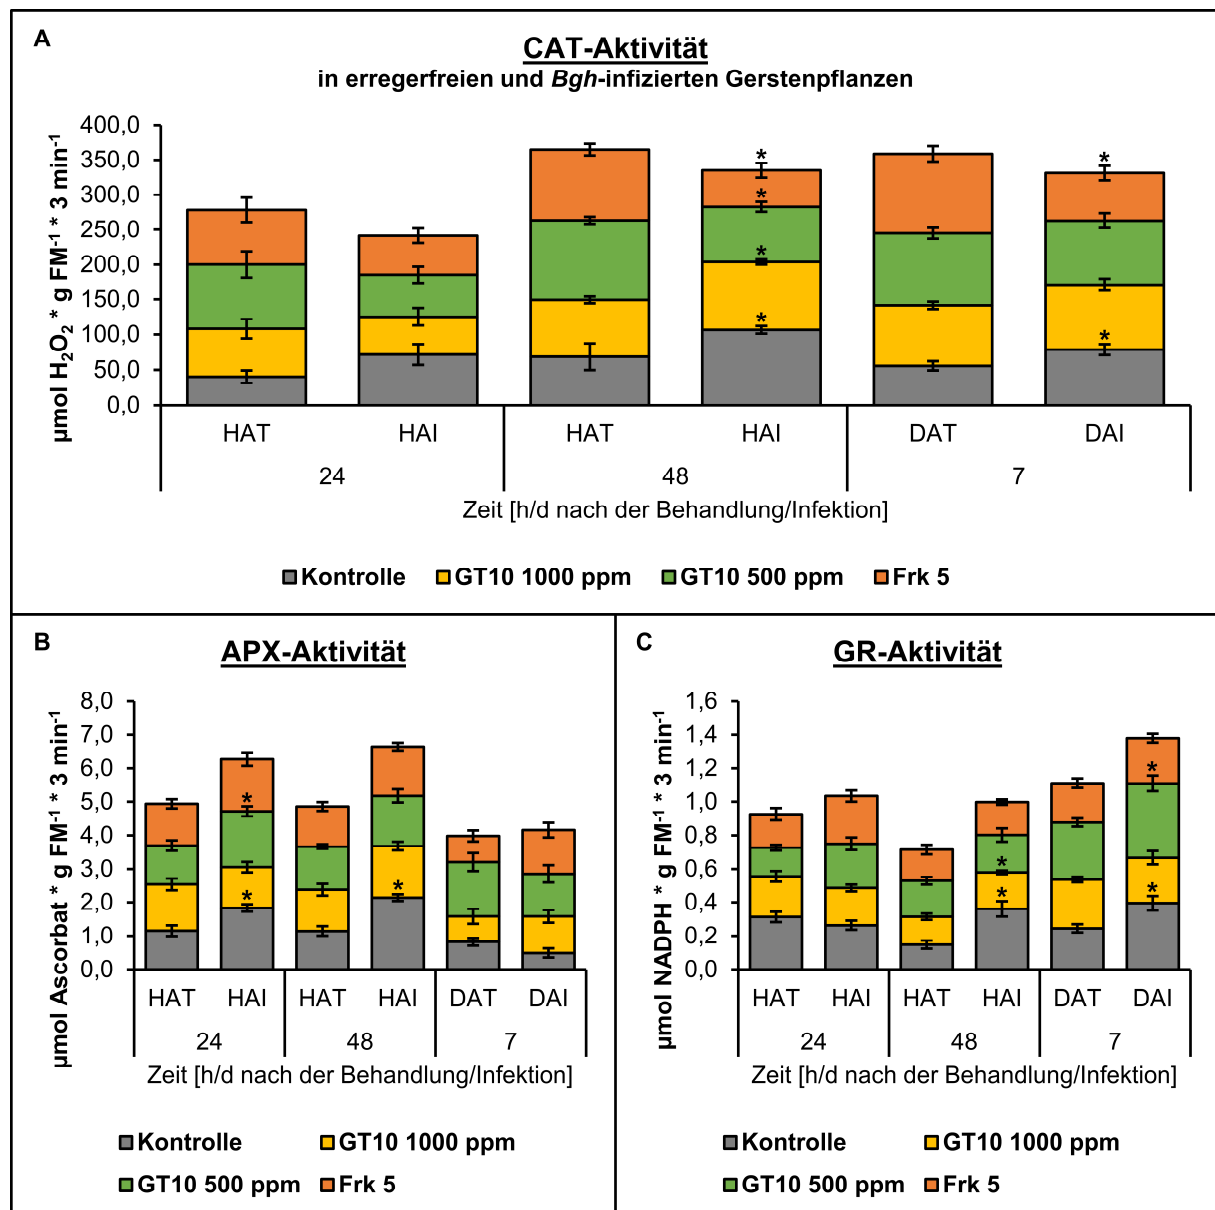 A
CAT-Aktivität
in erregerfreien und Bgh-infizierten Gerstenpflanzen
µmol H₂O₂ * g FM⁻¹ * 3 min⁻¹
400,0
350,0
300,0
250,0
200,0
150,0
100,0
50,0
0,0
* * * * * *
HAT HAI HAT HAI DAT DAI
24 48 7
Zeit [h/d nach der Behandlung/Infektion]
Kontrolle GT10 1000 ppm GT10 500 ppm Frk 5
B
APX-Aktivität
µmol Ascorbat * g FM⁻¹ * 3 min⁻¹
8,0
7,0
6,0
5,0
4,0
3,0
2,0
1,0
0,0
* * *
HAT HAI HAT HAI DAT DAI
24 48 7
Zeit [h/d nach der Behandlung/Infektion]
Kontrolle GT10 1000 ppm
GT10 500 ppm Frk 5
C
GR-Aktivität
µmol NADPH * g FM⁻¹ * 3 min⁻¹
1,6
1,4
1,2
1,0
0,8
0,6
0,4
0,2
0,0
* * * *
HAT HAI HAT HAI DAT DAI
24 48 7
Zeit [h/d nach der Behandlung/Infektion]
Kontrolle GT10 1000 ppm
GT10 500 ppm Frk 5